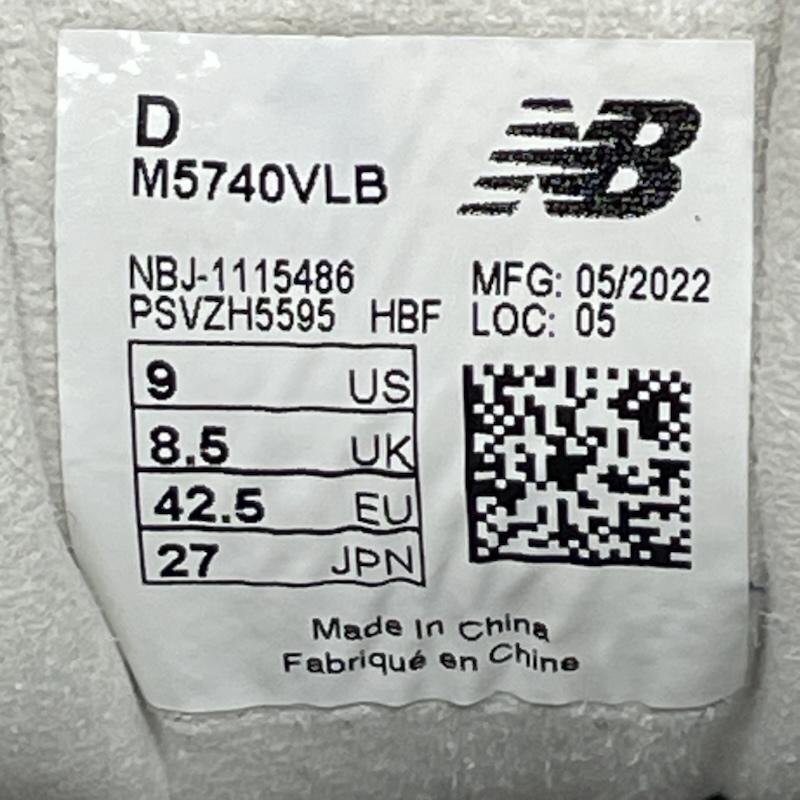 D
M5740VLB
NB
NBJ-1115486
PSVZH5595 HBF
MFG: 05/2022
LOC: 05
9 US
8.5 UK
42.5 EU
27 JPN
Made In China
Fabriqué en Chine